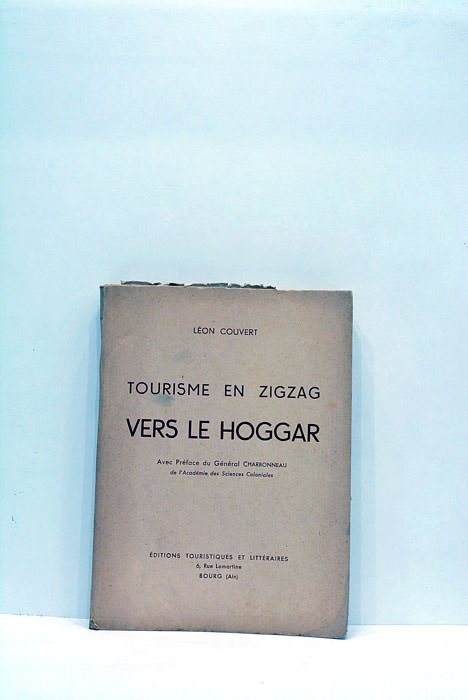 LÉON COUVERT
TOURISME EN ZIGZAG
VERS LE HOGGAR
Avec Préface du Général CHARBONNEAU
de l'Académie des Sciences Coloniales
ÉDITIONS TOURISTIQUES ET LITTÉRAIRES
6, Rue Lamartine
BOURG (Ain)